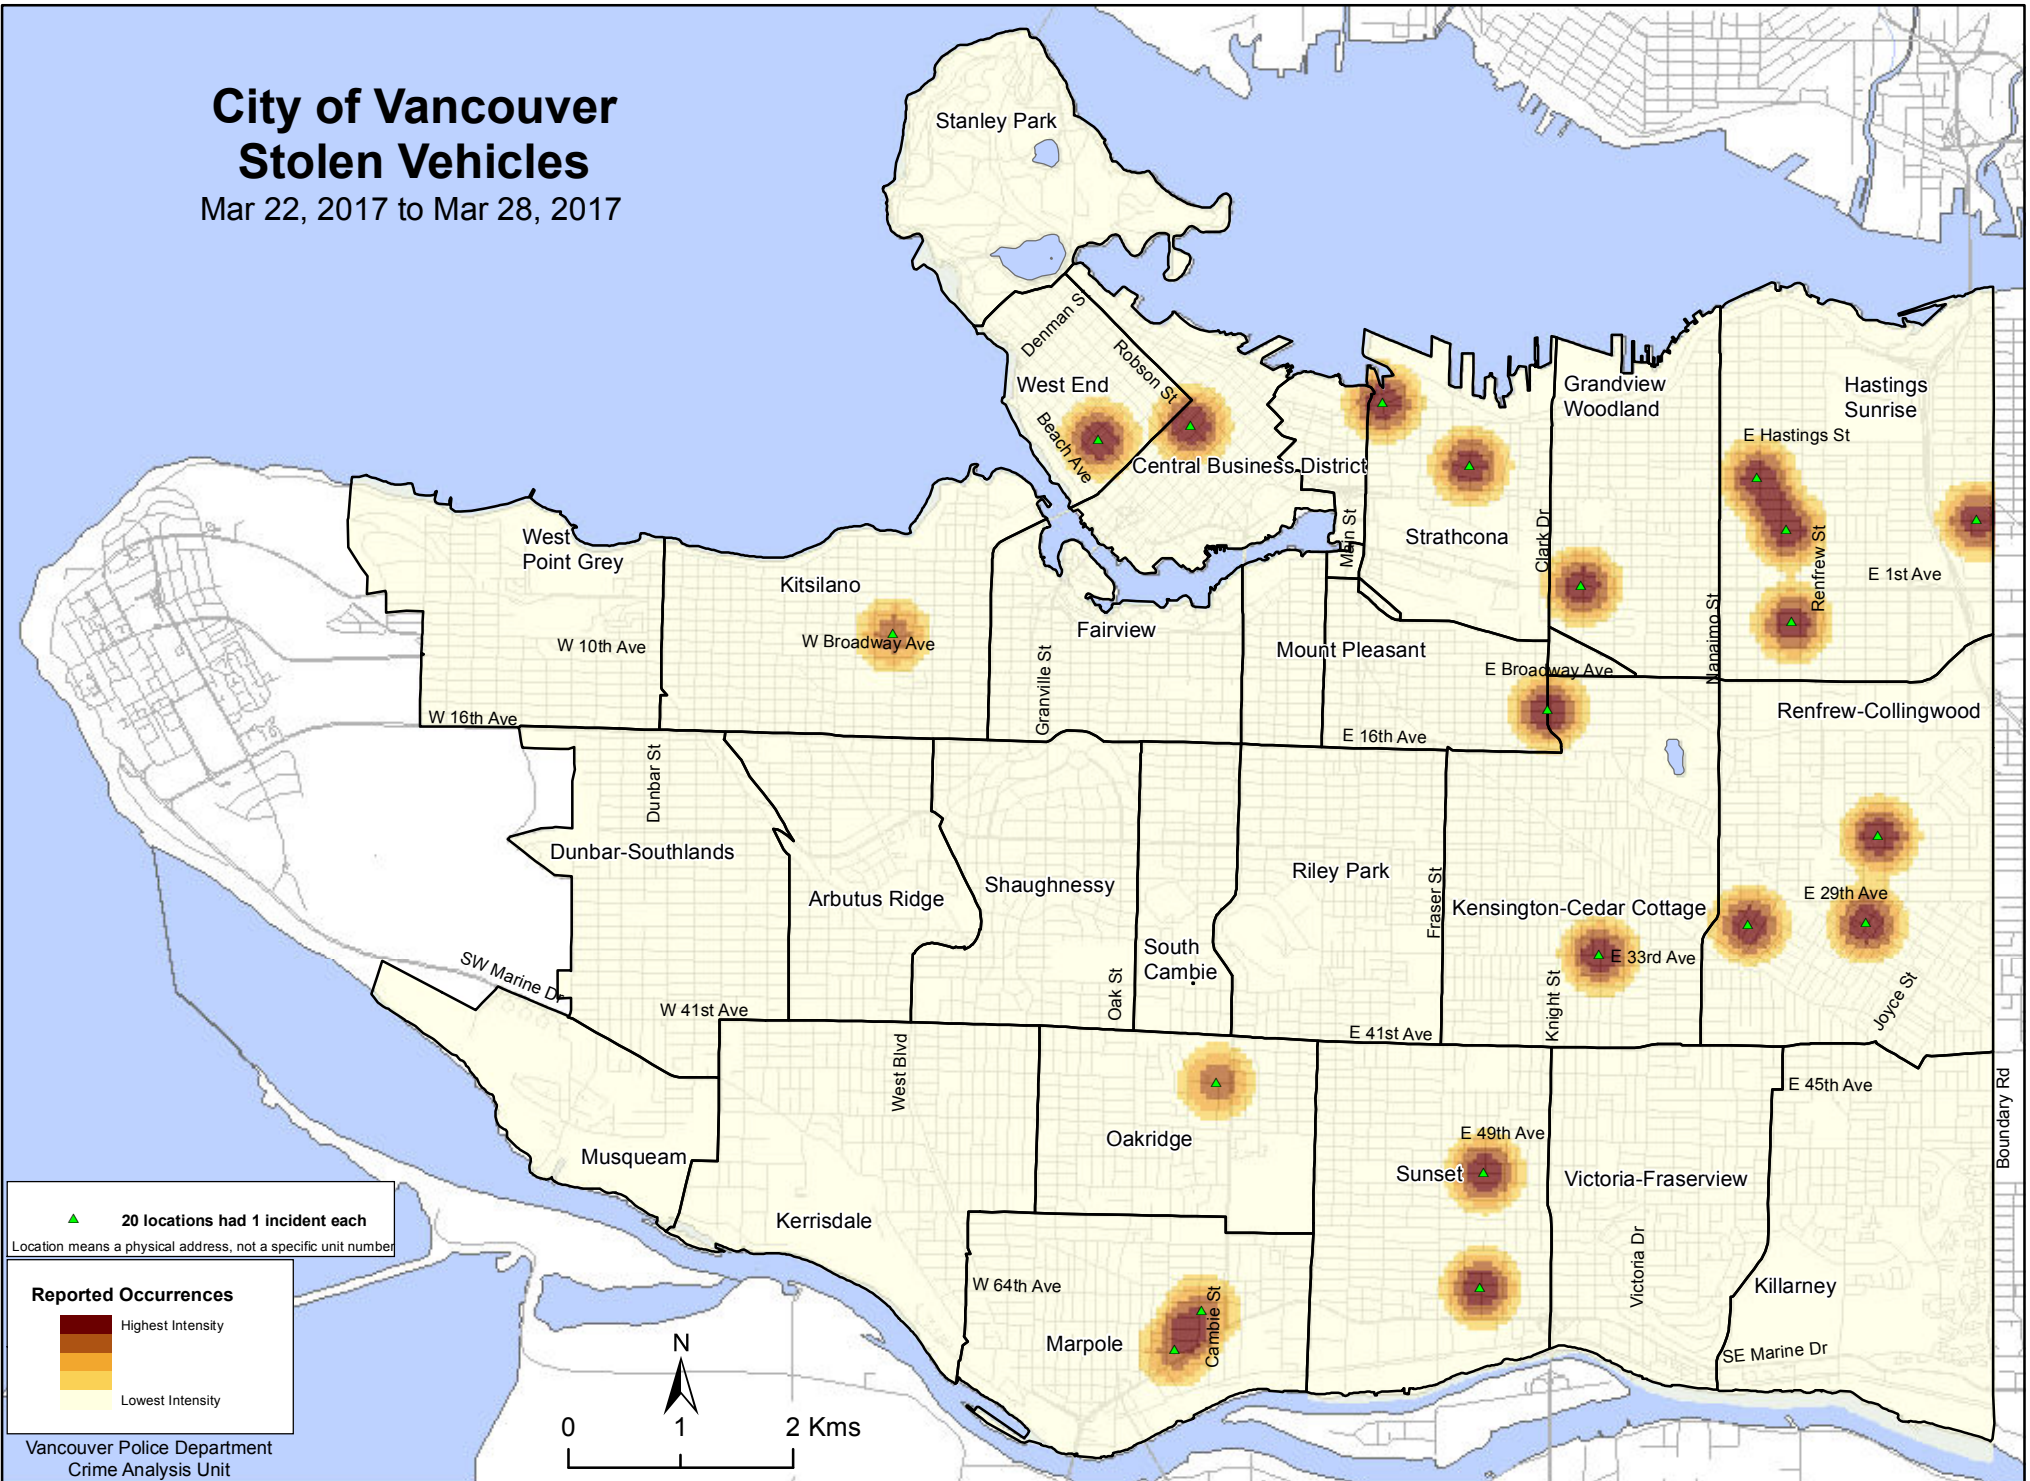 City of Vancouver
Stolen Vehicles
Mar 22, 2017 to Mar 28, 2017
Stanley Park
Denman S
Robson St
West End
Beach Ave
Central Business District
Grandview
Woodland
Hastings
Sunrise
E Hastings St
Main St
Strathcona
Clark Dr
Renfrew St
E 1st Ave
Nanaimo St
West
Point Grey
Kitsilano
W 10th Ave
W Broadway Ave
Fairview
Granville St
Mount Pleasant
E Broadway Ave
W 16th Ave
E 16th Ave
Renfrew-Collingwood
Dunbar St
Dunbar-Southlands
Arbutus Ridge
Shaughnessy
Riley Park
Fraser St
Kensington-Cedar Cottage
E 29th Ave
South
Cambie
E 33rd Ave
SW Marine Dr
W 41st Ave
Oak St
E 41st Ave
Knight St
Joyce St
West Blvd
E 45th Ave
Boundary Rd
Oakridge
E 49th Ave
Musqueam
Sunset
Victoria-Fraserview
Kerrisdale
Victoria Dr
W 64th Ave
Cambie St
Killarney
Marpole
SE Marine Dr
20 locations had 1 incident each
Location means a physical address, not a specific unit number
Reported Occurrences
Highest Intensity
Lowest Intensity
Vancouver Police Department
Crime Analysis Unit
N
0 1 2 Kms